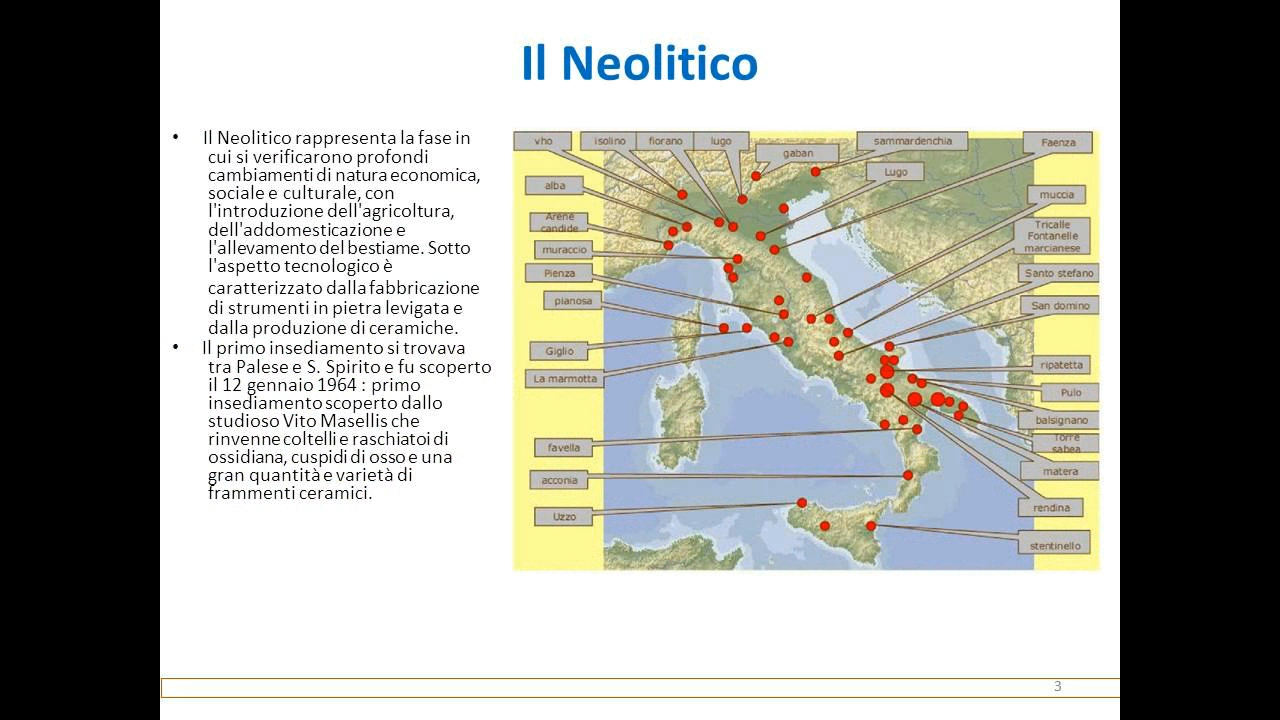 Il Neolitico
• Il Neolitico rappresenta la fase in
cui si verificarono profondi
cambiamenti di natura economica,
sociale e culturale, con
l'introduzione dell'agricoltura,
dell'addomesticazione e
l'allevamento del bestiame. Sotto
l'aspetto tecnologico è
caratterizzato dalla fabbricazione
di strumenti in pietra levigata e
dalla produzione di ceramiche.
• Il primo insediamento si trovava
tra Palese e S. Spirito e fu scoperto
il 12 gennaio 1964 : primo
insediamento scoperto dallo
studioso Vito Masellis che
rinvenne coltelli e raschiatoi di
ossidiana, cuspidi di osso e una
gran quantità e varietà di
frammenti ceramici.
vho
isolino
fiorano
lugo
gaban
sammardenchia
Faenza
Lugo
alba
muccia
Arene
candide
Tricalle
Fontanelle
marcianese
muraccio
Pienza
Santo stefano
pianosa
San domino
Giglio
ripatetta
La marmotta
Pulo
balsignano
favella
Torre
sabea
acconia
matera
rendina
Uzzo
stentinello
3